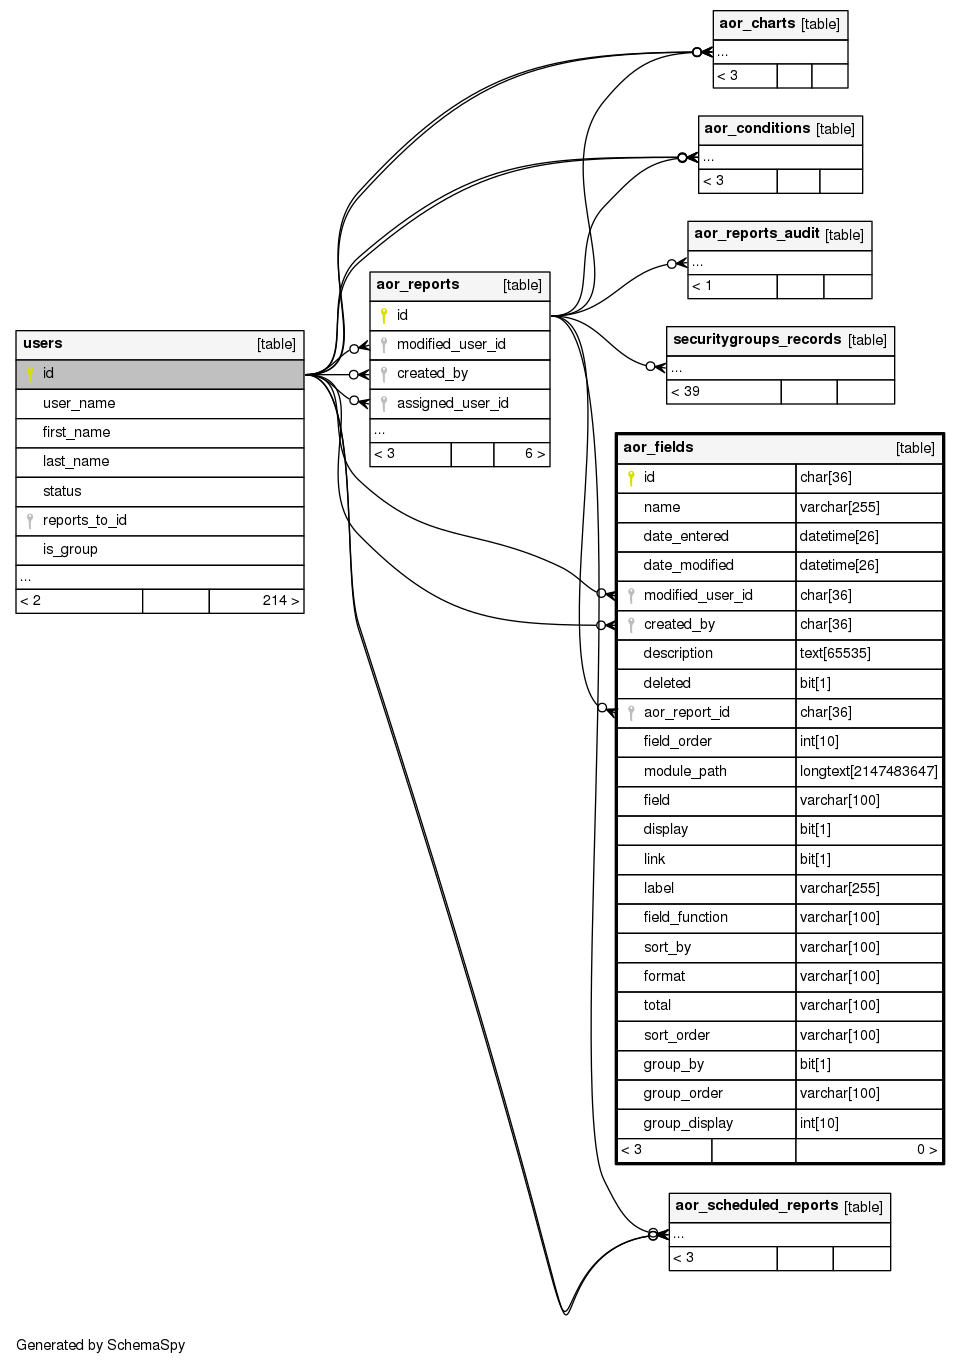 aor_charts [table]
...
< 3
aor_conditions [table]
...
< 3
aor_reports_audit [table]
...
< 1
securitygroups_records [table]
...
< 39
aor_reports [table]
id
modified_user_id
created_by
assigned_user_id
...
< 3 6 >
users [table]
id
user_name
first_name
last_name
status
reports_to_id
is_group
...
< 2 214 >
aor_fields [table]
id char[36]
name varchar[255]
date_entered datetime[26]
date_modified datetime[26]
modified_user_id char[36]
created_by char[36]
description text[65535]
deleted bit[1]
aor_report_id char[36]
field_order int[10]
module_path longtext[2147483647]
field varchar[100]
display bit[1]
link bit[1]
label varchar[255]
field_function varchar[100]
sort_by varchar[100]
format varchar[100]
total varchar[100]
sort_order varchar[100]
group_by bit[1]
group_order varchar[100]
group_display int[10]
< 3 0 >
aor_scheduled_reports [table]
...
< 3
Generated by SchemaSpy